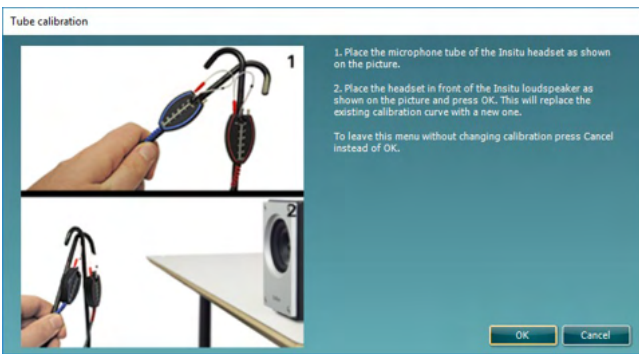 Tube calibration
1
1. Place the microphone tube of the Insitu headset as shown
on the picture.
2. Place the headset in front of the Insitu loudspeaker as
shown on the picture and press OK. This will replace the
existing calibration curve with a new one.
To leave this menu without changing calibration press Cancel
instead of OK.
2
OK
Cancel